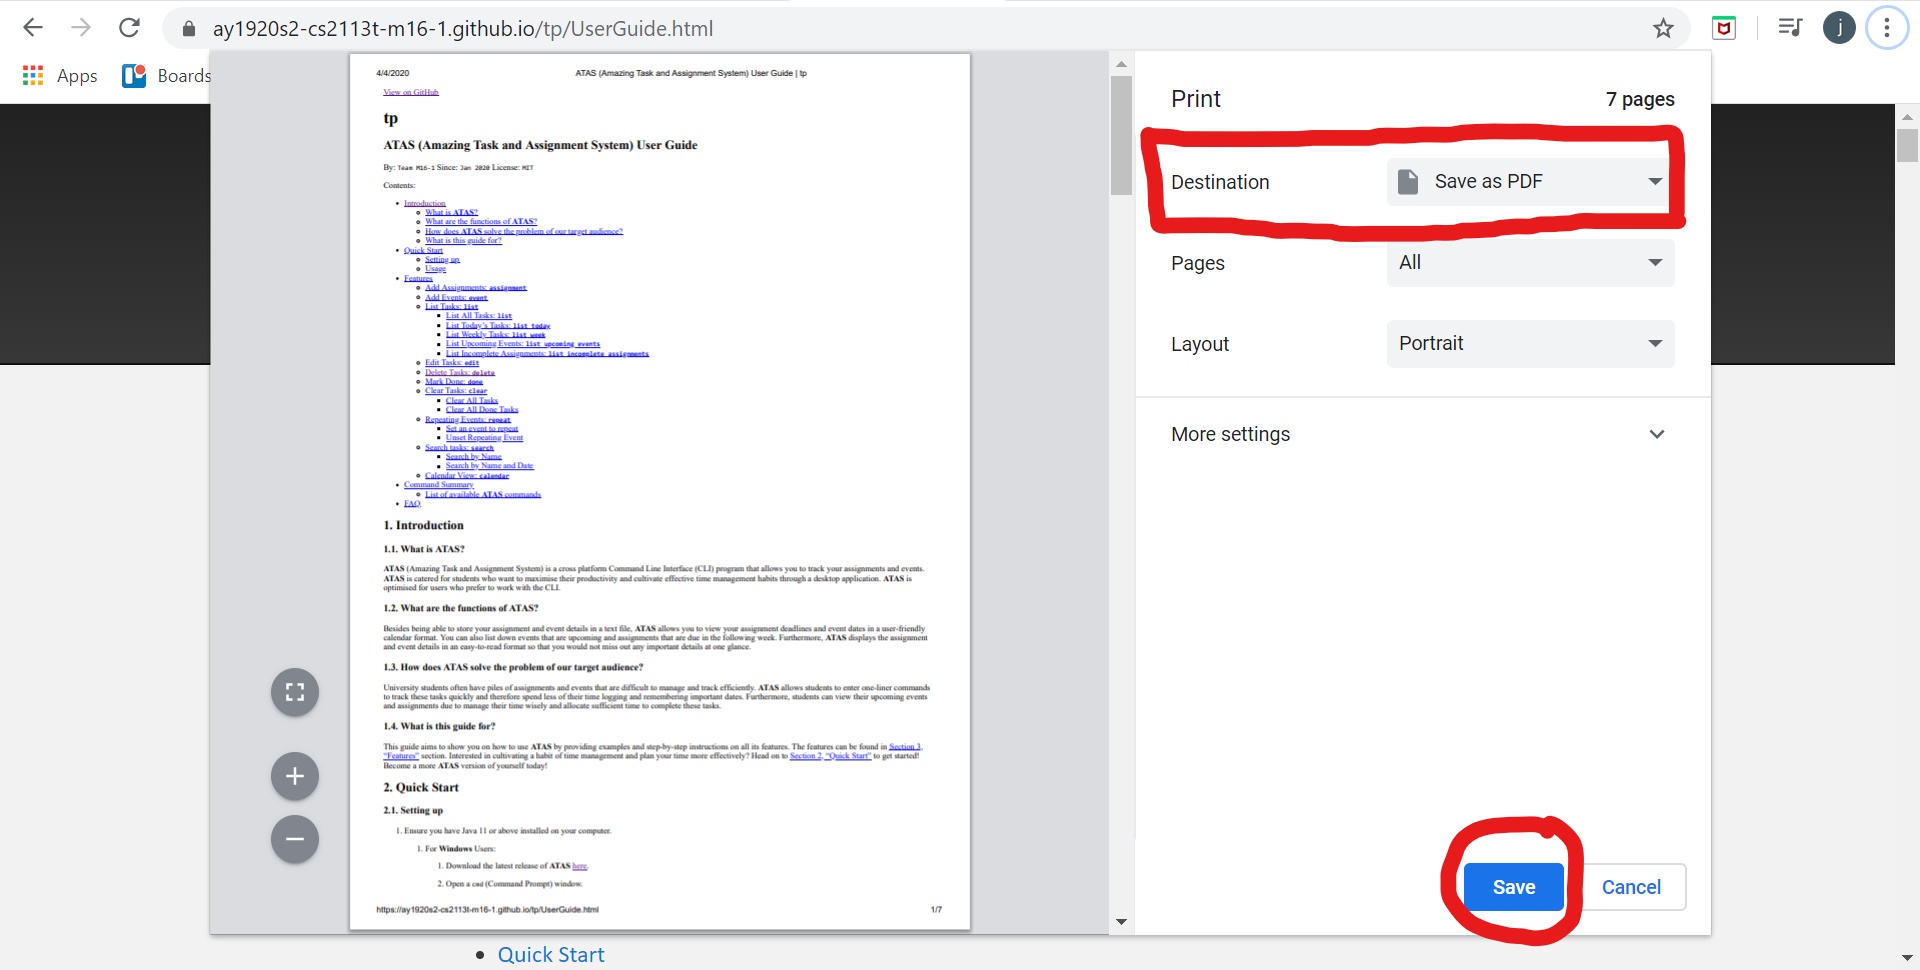 ay1920s2-cs2113t-m16-1.github.io/tp/UserGuide.html
j
Apps
Boards
4/4/2020
ATAS (Amazing Task and Assignment System) User Guide | tp
View on GitHub
tp
ATAS (Amazing Task and Assignment System) User Guide
By: Team M16-1 Since: Jan 2020 License: MIT
Contents:
Introduction
What is ATAS?
What are the functions of ATAS?
How does ATAS solve the problem of our target audience?
What is this guide for?
Quick Start
Setting up
Usage
Features
Add Assignments: assignment
Add Events: event
List Tasks: list
List All Tasks: list
List Today's Tasks: list today
List Weekly Tasks: list week
List Upcoming Events: list upcoming events
List Incomplete Assignments: list incomplete assignments
Edit Tasks: edit
Delete Tasks: delete
Mark Done: done
Clear Tasks: clear
Clear All Tasks
Clear All Done Tasks
Repeating Events: repeat
Set an event to repeat
Unset Repeating Event
Search tasks: search
Search by Name
Search by Name and Date
Calendar View: calendar
Command Summary
List of available ATAS commands
FAQ
1. Introduction
1.1. What is ATAS?
ATAS (Amazing Task and Assignment System) is a cross platform Command Line Interface (CLI) program that allows you to track your assignments and events.
ATAS is catered for students who want to maximise their productivity and cultivate effective time management habits through a desktop application. ATAS is
optimised for users who prefer to work with the CLI.
1.2. What are the functions of ATAS?
Besides being able to store your assignment and event details in a text file, ATAS allows you to view your assignment deadlines and event dates in a user-friendly
calendar format. You can also list down events that are upcoming and assignments that are due in the following week. Furthermore, ATAS displays the assignment
and event details in an easy-to-read format so that you would not miss out any important details at one glance.
1.3. How does ATAS solve the problem of our target audience?
University students often have piles of assignments and events that are difficult to manage and track efficiently. ATAS allows students to enter one-liner commands
to track these tasks quickly and therefore spend less of their time logging and remembering important dates. Furthermore, students can view their upcoming events
and assignments due to manage their time wisely and allocate sufficient time to complete these tasks.
1.4. What is this guide for?
This guide aims to show you on how to use ATAS by providing examples and step-by-step instructions on all its features. The features can be found in Section 3,
"Features" section. Interested in cultivating a habit of time management and plan your time more effectively? Head on to Section 2, "Quick Start" to get started!
Become a more ATAS version of yourself today!
2. Quick Start
2.1. Setting up
1. Ensure you have Java 11 or above installed on your computer.
1. For Windows Users:
1. Download the latest release of ATAS here.
2. Open a cmd (Command Prompt) window.
https://ay1920s2-cs2113t-m16-1.github.io/tp/UserGuide.html
1/7
Print
7 pages
Destination
Save as PDF
Pages
All
Layout
Portrait
More settings
Save
Cancel
Quick Start